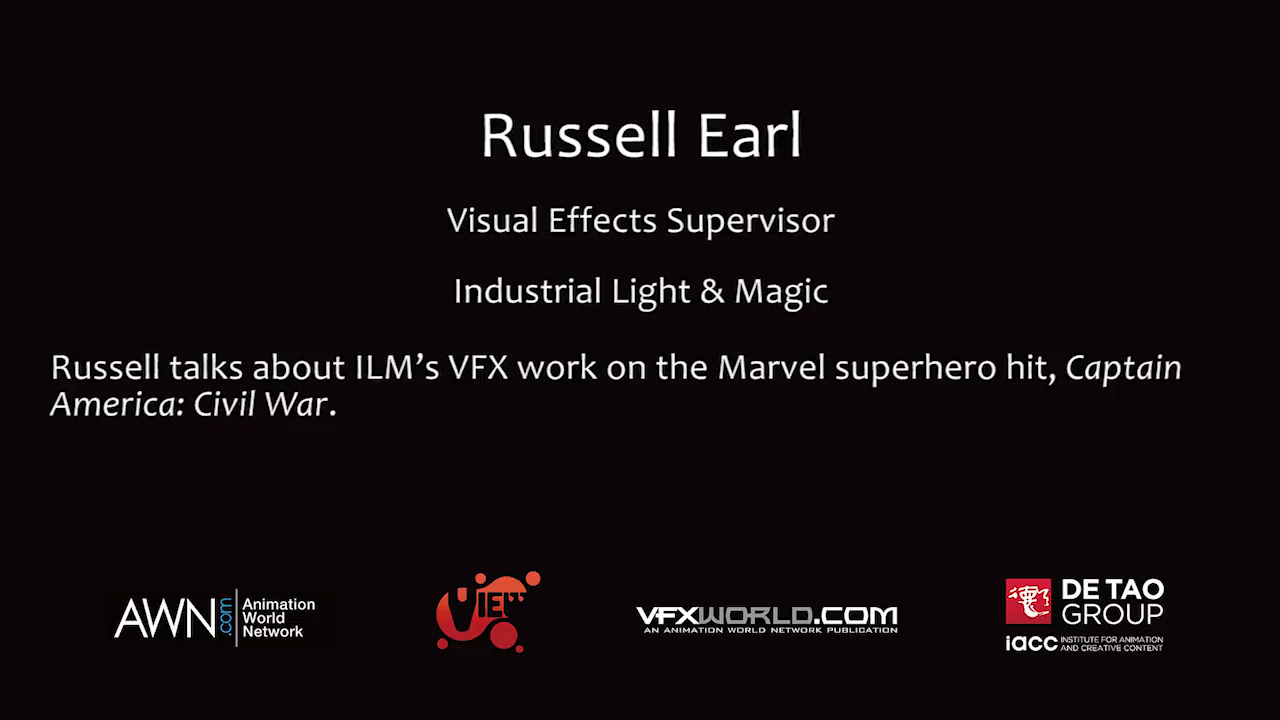 Russell Earl
Visual Effects Supervisor
Industrial Light & Magic
Russell talks about ILM’s VFX work on the Marvel superhero hit, Captain
America: Civil War.
AWN.com
Animation
World
Network
VIEW
VFXWORLD.COM
AN ANIMATION WORLD NETWORK PUBLICATION
DE TAO
GROUP
iacc
INSTITUTE FOR ANIMATION
AND CREATIVE CONTENT